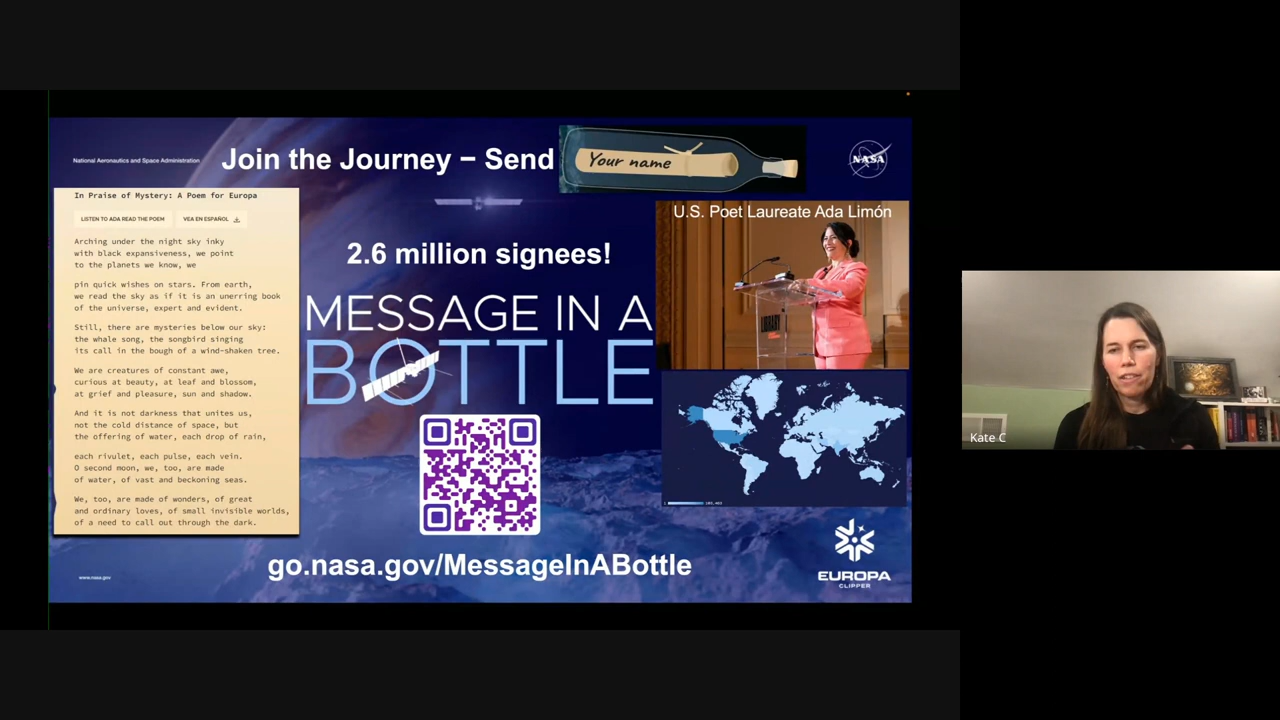 National Aeronautics and Space Administration
Join the Journey − Send
Your name
NASA
In Praise of Mystery: A Poem for Europa
LISTEN TO ADA READ THE POEM
VEA EN ESPAÑOL
Arching under the night sky inky
with black expansiveness, we point
to the planets we know, we
pin quick wishes on stars. From earth,
we read the sky as if it is an unerring book
of the universe, expert and evident.
Still, there are mysteries below our sky:
the whale song, the songbird singing
its call in the bough of a wind-shaken tree.
We are creatures of constant awe,
curious at beauty, at leaf and blossom,
at grief and pleasure, sun and shadow.
And it is not darkness that unites us,
not the cold distance of space, but
the offering of water, each drop of rain,
each rivulet, each pulse, each vein.
O second moon, we, too, are made
of water, of vast and beckoning seas.
We, too, are made of wonders, of great
and ordinary loves, of small invisible worlds,
of a need to call out through the dark.
2.6 million signees!
MESSAGE IN A
BOTTLE
go.nasa.gov/MessageInABottle
www.nasa.gov
U.S. Poet Laureate Ada Limón
LIBRARY
EUROPA
CLIPPER
Kate C